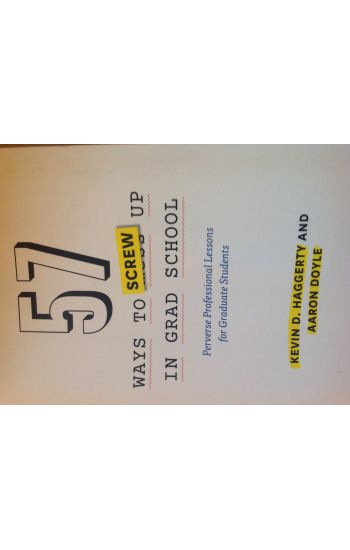 57
WAYS TO SCREW UP
IN GRAD SCHOOL
Perverse Professional Lessons
for Graduate Students
KEVIN D. HAGGERTY AND
AARON DOYLE